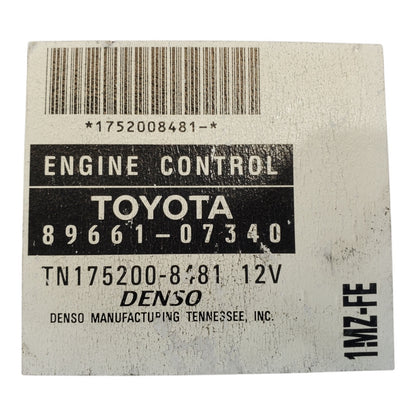 *1752008481-*
ENGINE CONTROL
TOYOTA
89661-07340
TN175200-8481 12V
DENSO
DENSO MANUFACTURING TENNESSEE, INC.
1MZ-FE